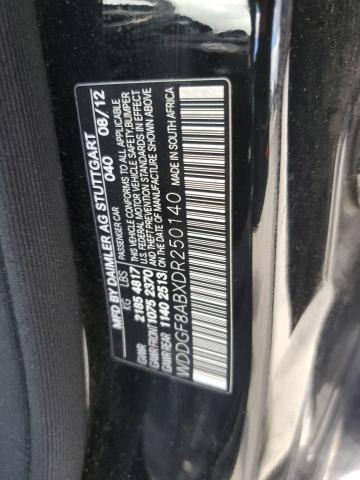 MFD. BY DAIMLER AG STUTTGART
040 08/12
PASSENGER CAR
KG LBS
THIS VEHICLE CONFORMS TO ALL APPLICABLE
U.S. FEDERAL MOTOR VEHICLE SAFETY, BUMPER,
GVWR 2185 4817
AND THEFT PREVENTION STANDARDS IN EFFECT
GAWR FRONT 1075 2370
ON THE DATE OF MANUFACTURE SHOWN ABOVE
GAWR REAR 1140 2513
MADE IN SOUTH AFRICA
WDDGF8ABXDR250140